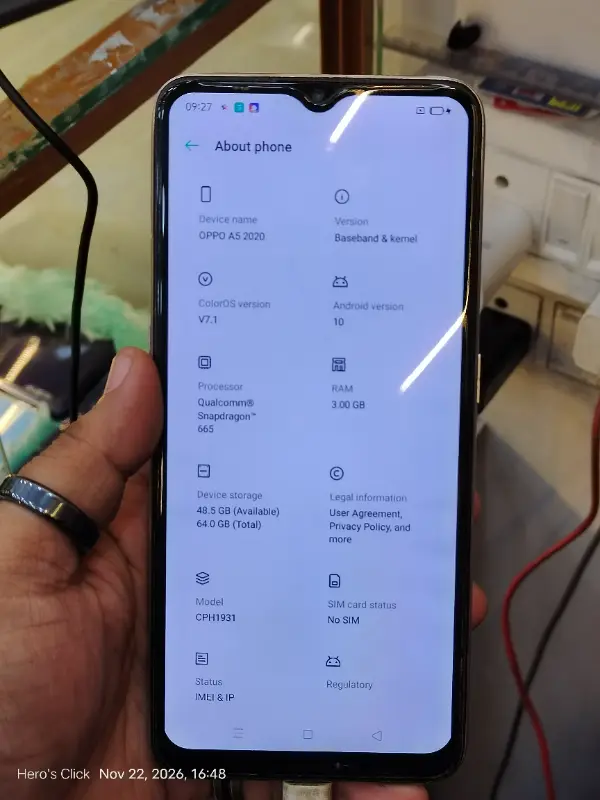 09:27
About phone
Device name
OPPO A5 2020
Version
Baseband & kernel
ColorOS version
V7.1
Android version
10
Processor
Qualcomm®
Snapdragon™
665
RAM
3.00 GB
Device storage
48.5 GB (Available)
64.0 GB (Total)
Legal information
User Agreement,
Privacy Policy, and
more
Model
CPH1931
SIM card status
No SIM
Status
IMEI & IP
Regulatory
Hero's Click Nov 22, 2026, 16:48